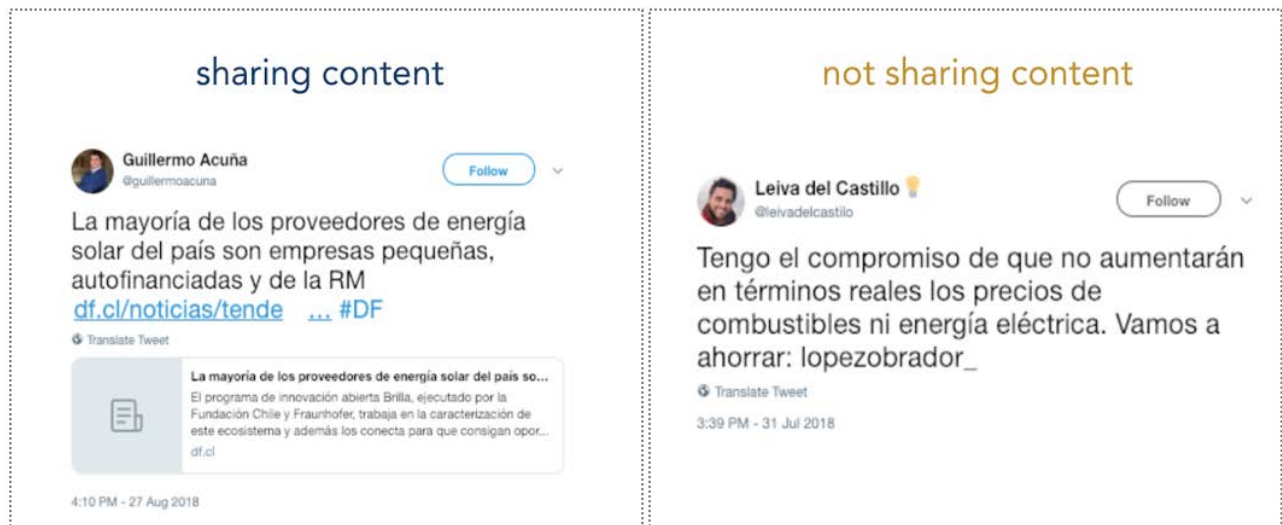 sharing content
Guillermo Acuña
@guillermoacuna
Follow
La mayoría de los proveedores de energía
solar del país son empresas pequeñas,
autofinanciadas y de la RM
df.cl/noticias/tende ... #DF
Translate Tweet
La mayoría de los proveedores de energía solar del país so...
El programa de innovación abierta Brilla, ejecutado por la
Fundación Chile y Fraunhofer, trabaja en la caracterización de
este ecosistema y además los conecta para que consigan opor...
df.cl
4:10 PM - 27 Aug 2018
not sharing content
Leiva del Castillo
@leivadelcastilo
Follow
Tengo el compromiso de que no aumentarán
en términos reales los precios de
combustibles ni energía eléctrica. Vamos a
ahorrar: lopezobrador_
Translate Tweet
3:39 PM - 31 Jul 2018